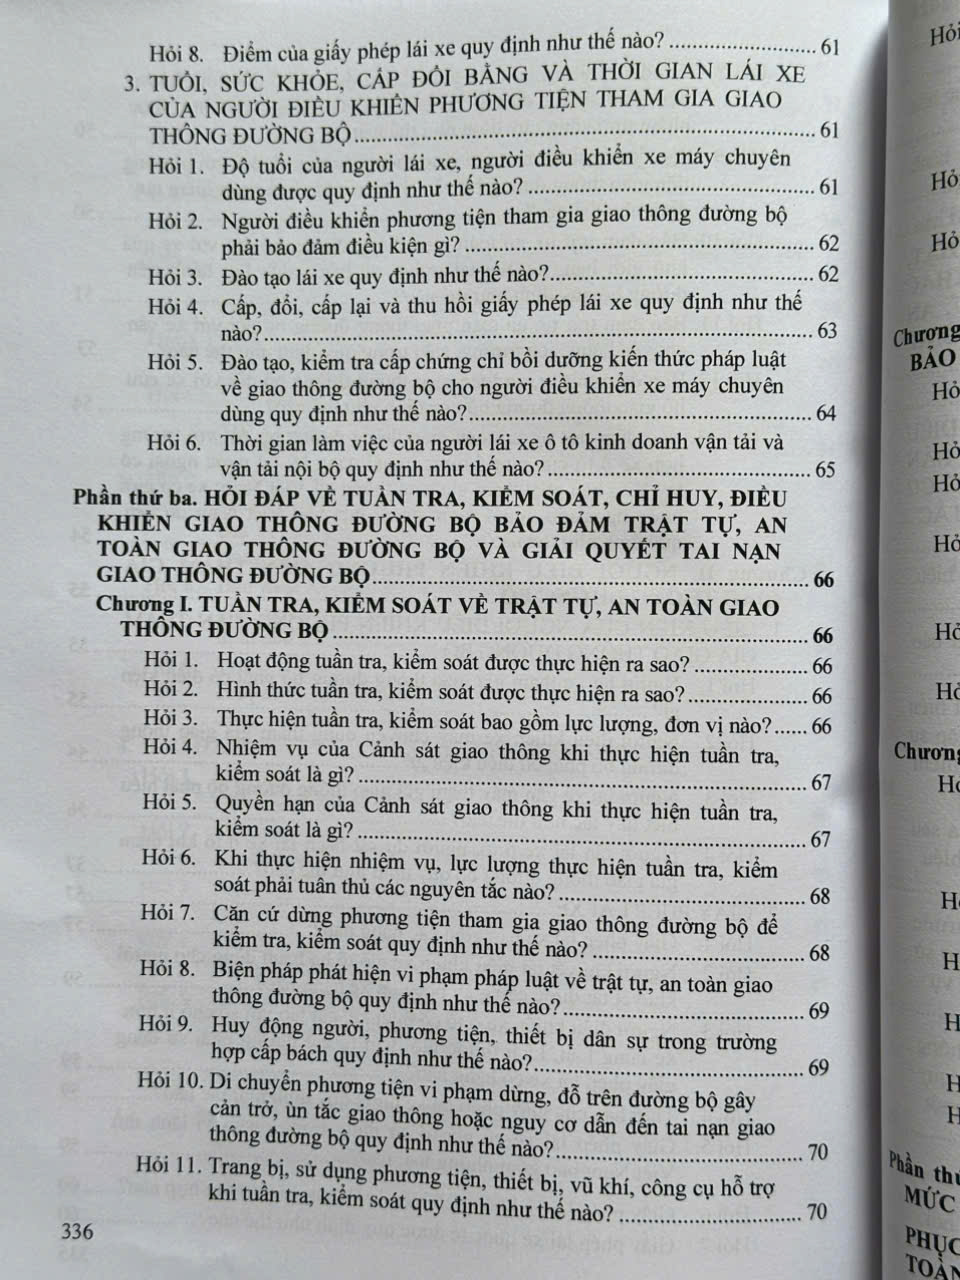 Hỏi 8. Điểm của giấy phép lái xe quy định như thế nào? ........................ 61
3. TUỔI, SỨC KHỎE, CẤP ĐỔI BẰNG VÀ THỜI GIAN LÁI XE
CỦA NGƯỜI ĐIỀU KHIỂN PHƯƠNG TIỆN THAM GIA GIAO
THÔNG ĐƯỜNG BỘ ........................ 61
Hỏi 1. Độ tuổi của người lái xe, người điều khiển xe máy chuyên
dùng được quy định như thế nào? ........................ 61
Hỏi 2. Người điều khiển phương tiện tham gia giao thông đường bộ
phải bảo đảm điều kiện gì? ........................ 62
Hỏi 3. Đào tạo lái xe quy định như thế nào? ........................ 62
Hỏi 4. Cấp, đổi, cấp lại và thu hồi giấy phép lái xe quy định như thế
nào? ........................ 63
Hỏi 5. Đào tạo, kiểm tra cấp chứng chỉ bồi dưỡng kiến thức pháp luật
về giao thông đường bộ cho người điều khiển xe máy chuyên
dùng quy định như thế nào? ........................ 64
Hỏi 6. Thời gian làm việc của người lái xe ô tô kinh doanh vận tải và
vận tải nội bộ quy định như thế nào? ........................ 65
Phần thứ ba. HỎI ĐÁP VỀ TUẦN TRA, KIỂM SOÁT, CHỈ HUY, ĐIỀU
KHIỂN GIAO THÔNG ĐƯỜNG BỘ BẢO ĐẢM TRẬT TỰ, AN
TOÀN GIAO THÔNG ĐƯỜNG BỘ VÀ GIẢI QUYẾT TAI NẠN
GIAO THÔNG ĐƯỜNG BỘ ........................ 66
Chương I. TUẦN TRA, KIỂM SOÁT VỀ TRẬT TỰ, AN TOÀN GIAO
THÔNG ĐƯỜNG BỘ ........................ 66
Hỏi 1. Hoạt động tuần tra, kiểm soát được thực hiện ra sao? ........................ 66
Hỏi 2. Hình thức tuần tra, kiểm soát được thực hiện ra sao? ........................ 66
Hỏi 3. Thực hiện tuần tra, kiểm soát bao gồm lực lượng, đơn vị nào? ...... 66
Hỏi 4. Nhiệm vụ của Cảnh sát giao thông khi thực hiện tuần tra,
kiểm soát là gì? ........................ 67
Hỏi 5. Quyền hạn của Cảnh sát giao thông khi thực hiện tuần tra,
kiểm soát là gì? ........................ 67
Hỏi 6. Khi thực hiện nhiệm vụ, lực lượng thực hiện tuần tra, kiểm
soát phải tuân thủ các nguyên tắc nào? ........................ 68
Hỏi 7. Căn cứ dừng phương tiện tham gia giao thông đường bộ để
kiểm tra, kiểm soát quy định như thế nào? ........................ 68
Hỏi 8. Biện pháp phát hiện vi phạm pháp luật về trật tự, an toàn giao
thông đường bộ quy định như thế nào? ........................ 69
Hỏi 9. Huy động người, phương tiện, thiết bị dân sự trong trường
hợp cấp bách quy định như thế nào? ........................ 69
Hỏi 10. Di chuyển phương tiện vi phạm dừng, đỗ trên đường bộ gây
cản trở, ùn tắc giao thông hoặc nguy cơ dẫn đến tai nạn giao
thông đường bộ quy định như thế nào? ........................ 70
Hỏi 11. Trang bị, sử dụng phương tiện, thiết bị, vũ khí, công cụ hỗ trợ
khi tuần tra, kiểm soát quy định như thế nào? ........................ 70
336
Chương
BẢO
Chương
Phần thứ
MỨC